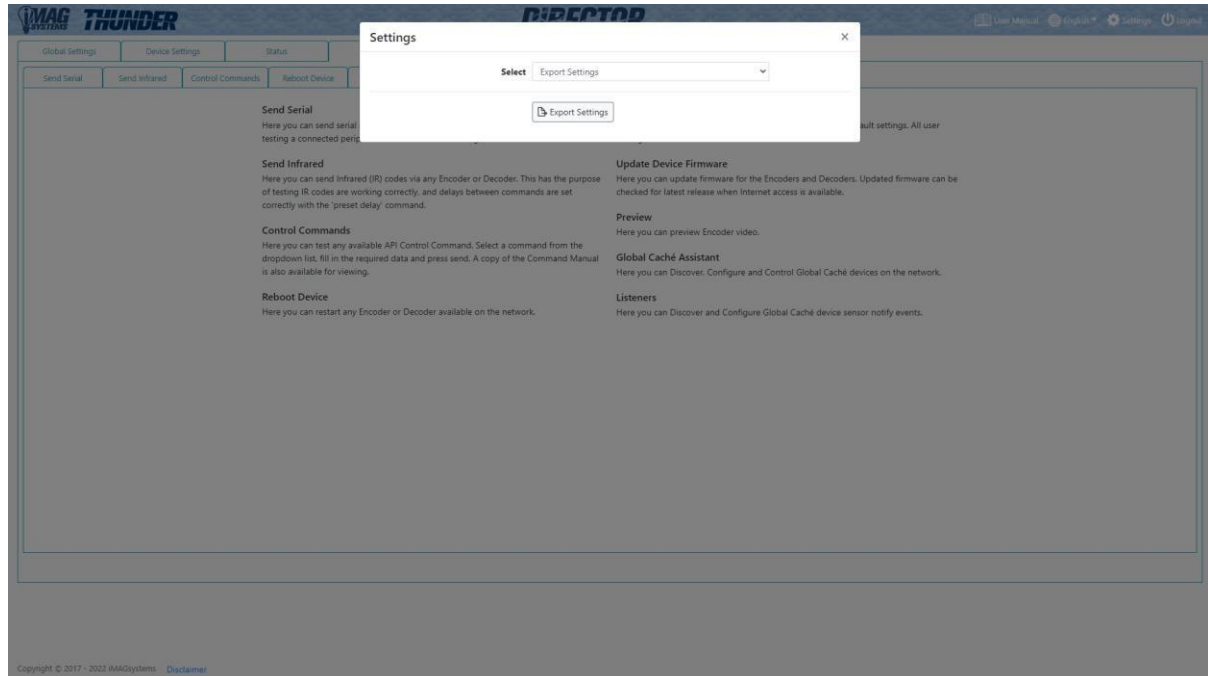 iMAG SYSTEMS THUNDER
DiRECTOR
User Manual English Settings Logout
Global Settings Device Settings Status
Send Serial Send Infrared Control Commands Reboot Device
Settings ×
Select Export Settings
Export Settings
Send Serial
Here you can send serial
testing a connected
ault settings. All user
Send Infrared
Here you can send Infrared (IR) codes via any Encoder or Decoder. This has the purpose
of testing IR codes are working correctly, and delays between commands are set
correctly with the 'preset delay' command.
Control Commands
Here you can test any available API Control Command. Select a command from the
dropdown list, fill in the required data and press send. A copy of the Command Manual
is also available for viewing.
Reboot Device
Here you can restart any Encoder or Decoder available on the network.
Update Device Firmware
Here you can update firmware for the Encoders and Decoders. Updated firmware can be
checked for latest release when Internet access is available.
Preview
Here you can preview Encoder video.
Global Caché Assistant
Here you can Discover, Configure and Control Global Caché devices on the network.
Listeners
Here you can Discover and Configure Global Caché device sensor notify events.
Copyright © 2017 - 2022 iMAGsystems Disclaimer